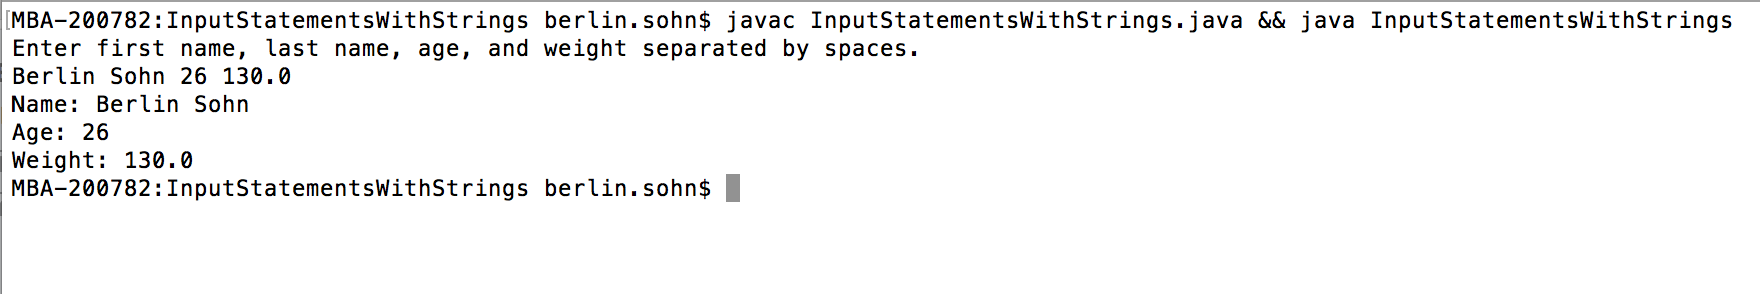 MBA-200782:InputStatementsWithStrings berlin.sohn$ javac InputStatementsWithStrings.java && java InputStatementsWithStrings
Enter first name, last name, age, and weight separated by spaces.
Berlin Sohn 26 130.0
Name: Berlin Sohn
Age: 26
Weight: 130.0
MBA-200782:InputStatementsWithStrings berlin.sohn$